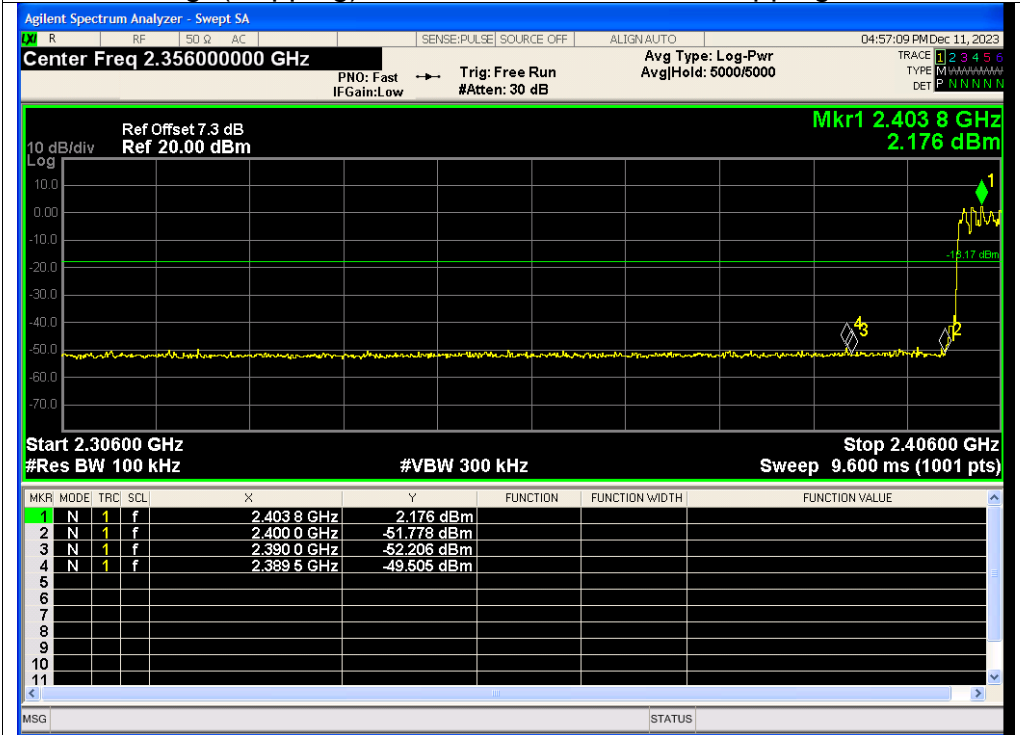 Agilent Spectrum Analyzer - Swept SA
LXI R RF 50 Ω AC SENSE:PULSE SOURCE OFF ALIGN AUTO 04:57:09 PM Dec 11, 2023
Center Freq 2.356000000 GHz
PNO: Fast
IFGain:Low
Trig: Free Run
#Atten: 30 dB
Avg Type: Log-Pwr
Avg|Hold: 5000/5000
TRACE 1 2 3 4 5 6
TYPE M
DET P N N N N N
Mkr1 2.403 8 GHz
2.176 dBm
Ref Offset 7.3 dB
10 dB/div Ref 20.00 dBm
Log
10.0
0.00
-10.0
-20.0
-30.0
-40.0
-50.0
-60.0
-70.0
1
4
3
2
Start 2.30600 GHz Stop 2.40600 GHz
#Res BW 100 kHz #VBW 300 kHz Sweep 9.600 ms (1001 pts)
MKR MODE TRC SCL X Y FUNCTION FUNCTION WIDTH FUNCTION VALUE
1 N 1 f 2.403 8 GHz 2.176 dBm
2 N 1 f 2.400 0 GHz -51.778 dBm
3 N 1 f 2.390 0 GHz -52.206 dBm
4 N 1 f 2.389 5 GHz -49.505 dBm
5
6
7
8
9
10
11
MSG STATUS